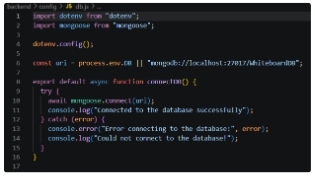 backend > config > JS db.js > ...
1 import dotenv from "dotenv";
2 import mongoose from "mongoose";
3
4 dotenv.config();
5
6 const uri = process.env.DB || "mongodb://localhost:27017/WhiteboardDB";
7
8 export default async function connectDB() {
9 try {
10 await mongoose.connect(uri);
11 console.log("Connected to the database successfully");
12 } catch (error) {
13 console.error("Error connecting to the database:", error);
14 console.log("Could not connect to the database!");
15 }
16 }
17